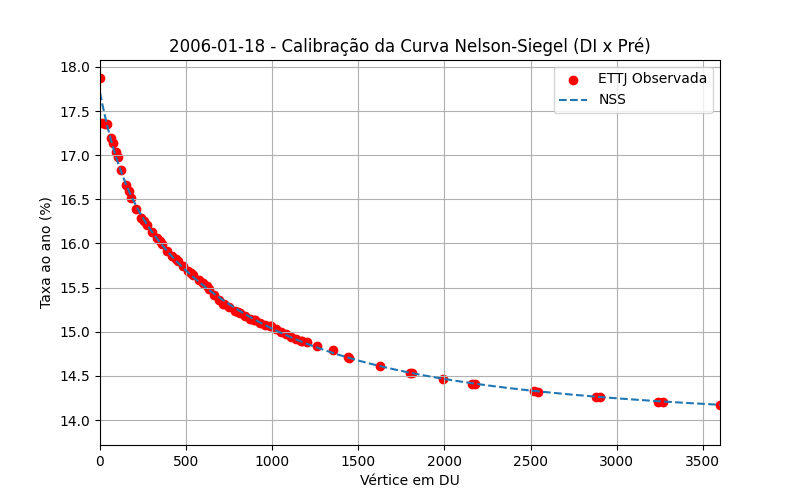 2006-01-18 - Calibração da Curva Nelson-Siegel (DI x Pré)
18.0
17.5
17.0
16.5
16.0
15.5
15.0
14.5
14.0
Taxa ao ano (%)
ETTJ Observada
NSS
0 500 1000 1500 2000 2500 3000 3500
Vértice em DU